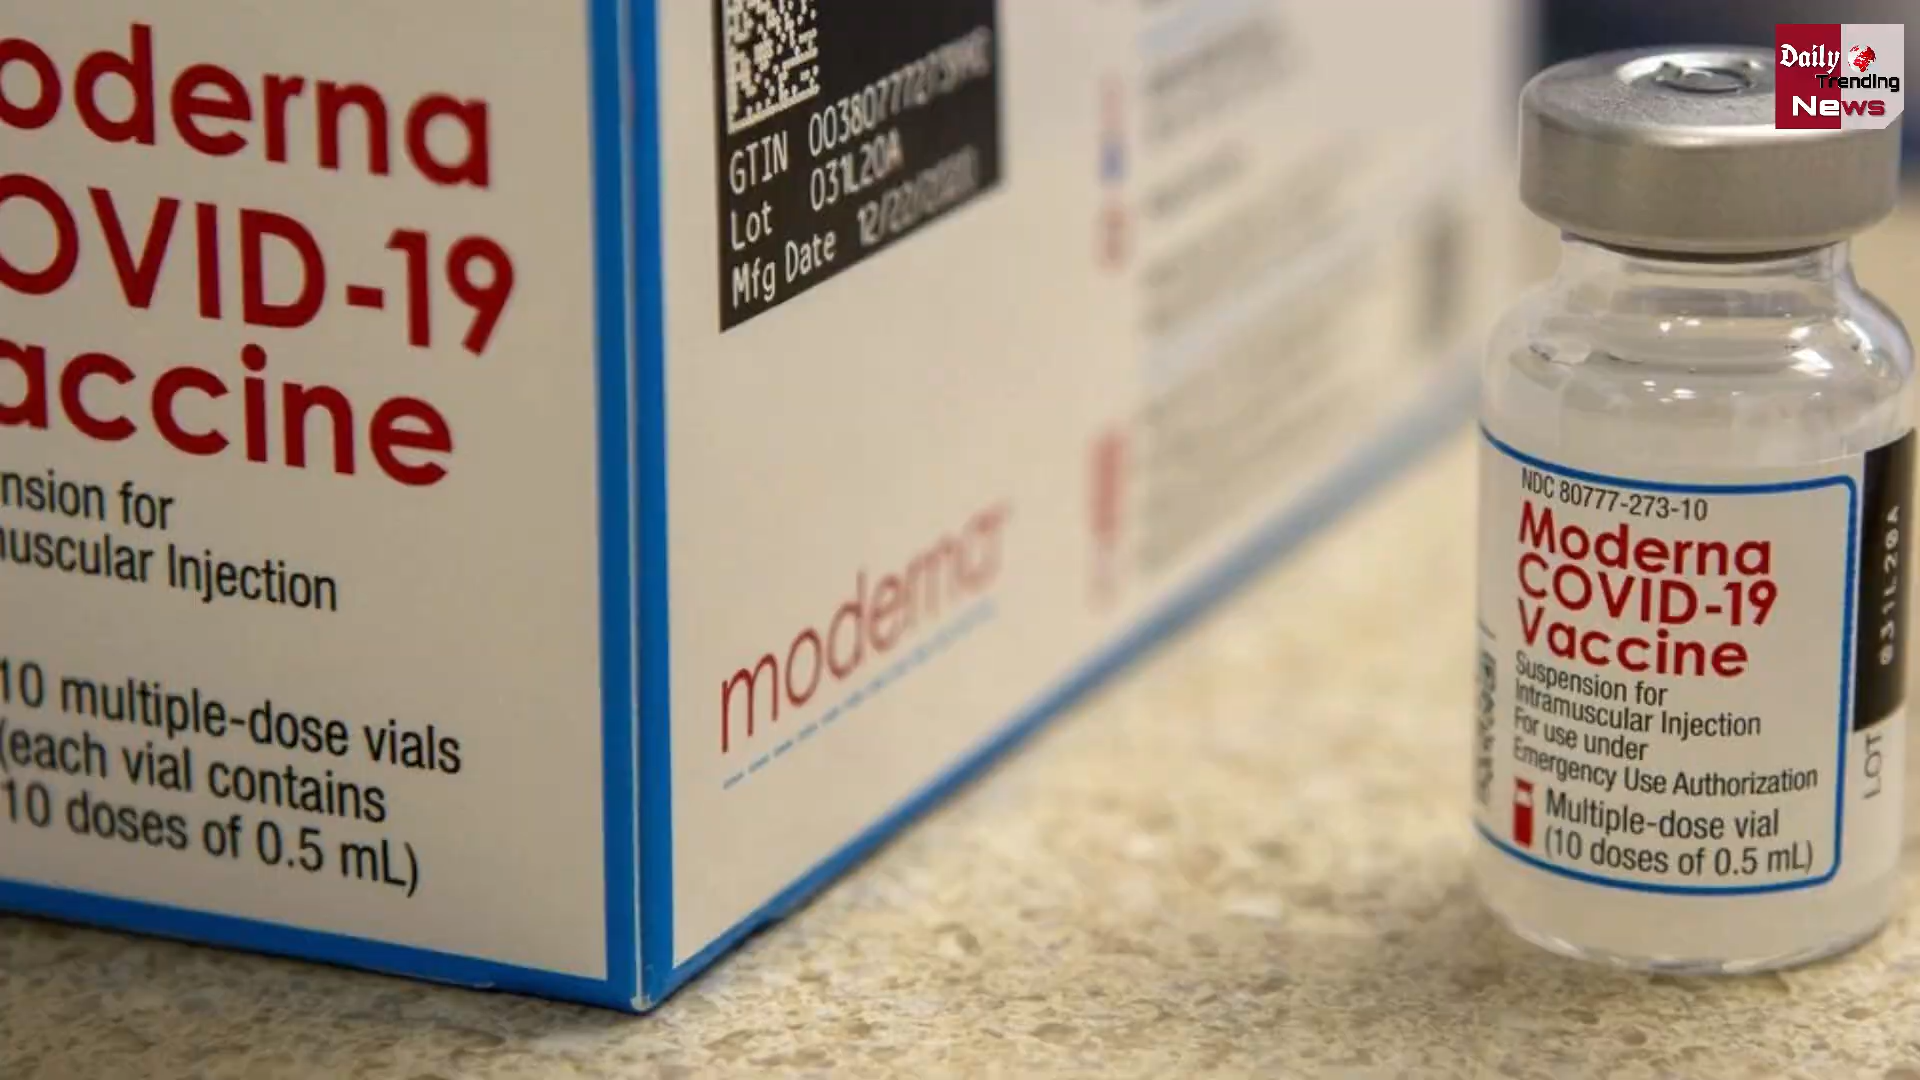 oderna
OVID-19
accine
nsion for
uscular Injection
10 multiple-dose vials
(each vial contains
10 doses of 0.5 mL)
GTIN
Lot 031L20A
Mfg Date 12/22/2020
moderna
NDC 80777-273-10
Moderna
COVID-19
Vaccine
Suspension for
Intramuscular Injection
For use under
Emergency Use Authorization
Multiple-dose vial
(10 doses of 0.5 mL)
LOT 031L20A
Daily
Trending
News